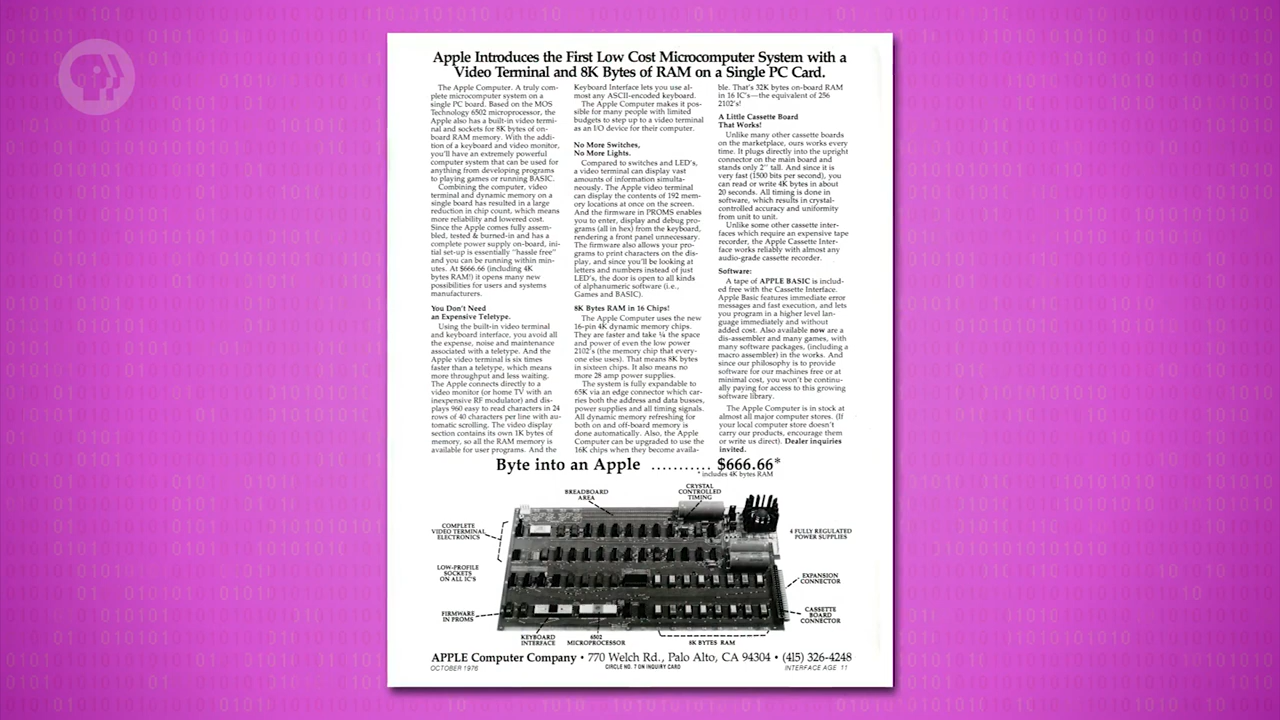 Apple Introduces the First Low Cost Microcomputer System with a
Video Terminal and 8K Bytes of RAM on a Single PC Card.
The Apple Computer. A truly com-
plete microcomputer system on a
single PC board. Based on the MOS
Technology 6502 microprocessor, the
Apple also has a built-in video termi-
nal and sockets for 8K bytes of on-
board RAM memory. With the addi-
tion of a keyboard and video monitor,
you'll have an extremely powerful
computer system that can be used for
anything from developing programs
to playing games or running BASIC.
Combining the computer, video
terminal and dynamic memory on a
single board has resulted in a large
reduction in chip count, which means
more reliability and lowered cost.
Since the Apple comes fully assem-
bled, tested & burned-in and has a
complete power supply on-board, ini-
tial set-up is essentially "hassle free"
and you can be running within min-
utes. At $666.66 (including 4K
bytes RAM!) it opens many new
possibilities for users and systems
manufacturers.
You Don't Need
an Expensive Teletype.
Using the built-in video terminal
and keyboard interface, you avoid all
the expense, noise and maintenance
associated with a teletype. And the
Apple video terminal is six times
faster than a teletype, which means
more throughput and less waiting.
The Apple connects directly to a
video monitor (or home TV with an
inexpensive RF modulator) and dis-
plays 960 easy to read characters in 24
rows of 40 characters per line with au-
tomatic scrolling. The video display
section contains its own 1K bytes of
memory, so all the RAM memory is
available for user programs. And the
Keyboard Interface lets you use al-
most any ASCII-encoded keyboard.
The Apple Computer makes it pos-
sible for many people with limited
budgets to step up to a video terminal
as an I/O device for their computer.
No More Switches,
No More Lights.
Compared to switches and LED's,
a video terminal can display vast
amounts of information simulta-
neously. The Apple video terminal
can display the contents of 192 mem-
ory locations at once on the screen.
And the firmware in PROMS enables
you to enter, display and debug pro-
grams (all in hex) from the keyboard,
rendering a front panel unnecessary.
The firmware also allows your pro-
grams to print characters on the dis-
play, and since you'll be looking at
letters and numbers instead of just
LED's, the door is open to all kinds
of alphanumeric software (i.e.,
Games and BASIC).
8K Bytes RAM in 16 Chips!
The Apple Computer uses the new
16-pin 4K dynamic memory chips.
They are faster and take ¼ the space
and power of even the low power
2102's (the memory chip that every-
one else uses). That means 8K bytes
in sixteen chips. It also means no
more 28 amp power supplies.
The system is fully expandable to
65K via an edge connector which car-
ries both the address and data busses,
power supplies and all timing signals.
All dynamic memory refreshing for
both on and off-board memory is
done automatically. Also, the Apple
Computer can be upgraded to use the
16K chips when they become availa-
ble. That's 32K bytes on-board RAM
in 16 IC's—the equivalent of 256
2102's!
A Little Cassette Board
That Works!
Unlike many other cassette boards
on the marketplace, ours works every
time. It plugs directly into the upright
connector on the main board and
stands only 2" tall. And since it is
very fast (1500 bits per second), you
can read or write 4K bytes in about
20 seconds. All timing is done in
software, which results in crystal-
controlled accuracy and uniformity
from unit to unit.
Unlike some other cassette inter-
faces which require an expensive tape
recorder, the Apple Cassette Inter-
face works reliably with almost any
audio-grade cassette recorder.
Software:
A tape of APPLE BASIC is includ-
ed free with the Cassette Interface.
Apple Basic features immediate error
messages and fast execution, and lets
you program in a higher level lan-
guage immediately and without
added cost. Also available now are a
dis-assembler and many games, with
many software packages, (including a
macro assembler) in the works. And
since our philosophy is to provide
software for our machines free or at
minimal cost, you won't be continu-
ally paying for access to this growing
software library.
The Apple Computer is in stock at
almost all major computer stores. (If
your local computer store doesn't
carry our products, encourage them
or write us direct). Dealer inquiries
invited.
Byte into an Apple .......... $666.66*
* includes 4K bytes RAM
BREADBOARD
AREA
CRYSTAL
CONTROLLED
TIMING
COMPLETE
VIDEO TERMINAL
ELECTRONICS
4 FULLY REGULATED
POWER SUPPLIES
LOW-PROFILE
SOCKETS
ON ALL IC'S
EXPANSION
CONNECTOR
FIRMWARE
IN PROMS
CASSETTE
BOARD
CONNECTOR
KEYBOARD
INTERFACE
6502
MICROPROCESSOR
8K BYTES RAM
APPLE Computer Company • 770 Welch Rd., Palo Alto, CA 94304 • (415) 326-4248
OCTOBER 1976
CIRCLE NO. 7 ON INQUIRY CARD
INTERFACE AGE 11